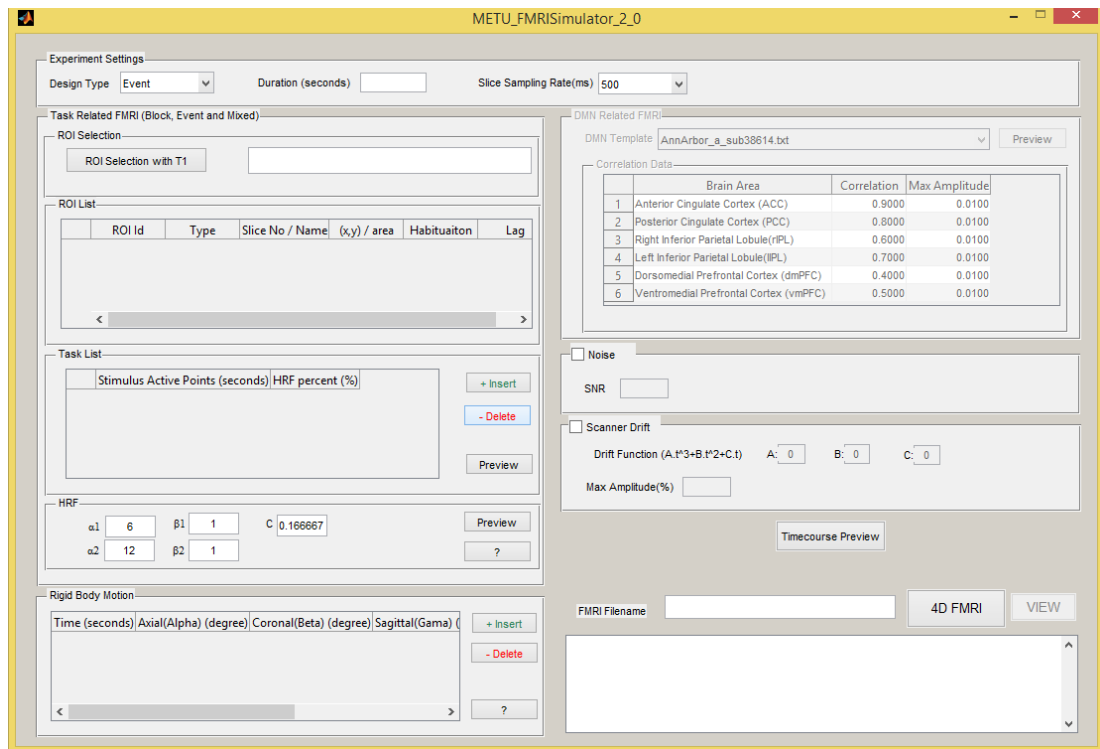 METU_FMRISimulator_2_0
Experiment Settings
Design Type Event Duration (seconds) Slice Sampling Rate(ms) 500
Task Related FMRI (Block, Event and Mixed)
ROI Selection
ROI Selection with T1
ROI List
ROI Id Type Slice No / Name (x,y) / area Habituaiton Lag
Task List
Stimulus Active Points (seconds) HRF percent (%)
+ Insert
- Delete
Preview
HRF
α1 6 β1 1 C 0.166667 Preview
α2 12 β2 1 ?
Rigid Body Motion
Time (seconds) Axial(Alpha) (degree) Coronal(Beta) (degree) Sagittal(Gama) (
+ Insert
- Delete
?
DMN Related FMRI
DMN Template AnnArbor_a_sub38614.txt Preview
Correlation Data
Brain Area Correlation Max Amplitude
1 Anterior Cingulate Cortex (ACC) 0.9000 0.0100
2 Posterior Cingulate Cortex (PCC) 0.8000 0.0100
3 Right Inferior Parietal Lobule(rIPL) 0.6000 0.0100
4 Left Inferior Parietal Lobule(lIPL) 0.7000 0.0100
5 Dorsomedial Prefrontal Cortex (dmPFC) 0.4000 0.0100
6 Ventromedial Prefrontal Cortex (vmPFC) 0.5000 0.0100
Noise
SNR
Scanner Drift
Drift Function (A.t^3+B.t^2+C.t) A: 0 B: 0 C: 0
Max Amplitude(%)
Timecourse Preview
FMRI Filename 4D FMRI VIEW